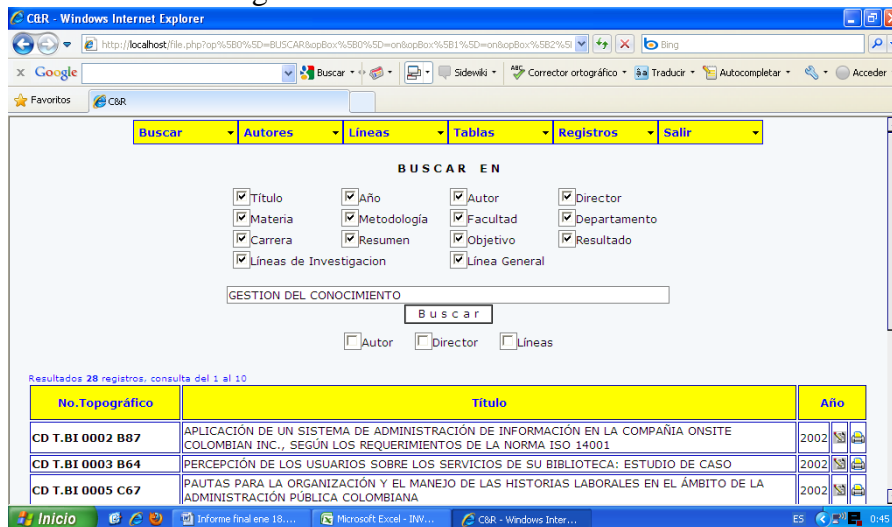 C&R - Windows Internet Explorer
http://localhost/file.php?op%5B0%5D=BUSCAR&opBox%5B0%5D=on&opBox%5B1%5D=on&opBox%5B2%5 Bing
x Google Buscar Sidewiki Corrector ortográfico Traducir Autocompletar Acceder
Favoritos C&R
Buscar Autores Líneas Tablas Registros Salir
BUSCAR EN
Título Año Autor Director
Materia Metodología Facultad Departamento
Carrera Resumen Objetivo Resultado
Líneas de Investigacion Línea General
GESTION DEL CONOCIMIENTO
Buscar
Autor Director Líneas
Resultados 28 registros, consulta del 1 al 10
No.Topográfico Título Año
CD T.BI 0002 B87 APLICACIÓN DE UN SISTEMA DE ADMINISTRACIÓN DE INFORMACIÓN EN LA COMPAÑIA ONSITE
COLOMBIAN INC., SEGÚN LOS REQUERIMIENTOS DE LA NORMA ISO 14001 2002
CD T.BI 0003 B64 PERCEPCIÓN DE LOS USUARIOS SOBRE LOS SERVICIOS DE SU BIBLIOTECA: ESTUDIO DE CASO 2002
CD T.BI 0005 C67 PAUTAS PARA LA ORGANIZACIÓN Y EL MANEJO DE LAS HISTORIAS LABORALES EN EL ÁMBITO DE LA
ADMINISTRACIÓN PÚBLICA COLOMBIANA 2002
Inicio Informe final ene 18.... Microsoft Excel - INV... C&R - Windows Inter... ES 0:45